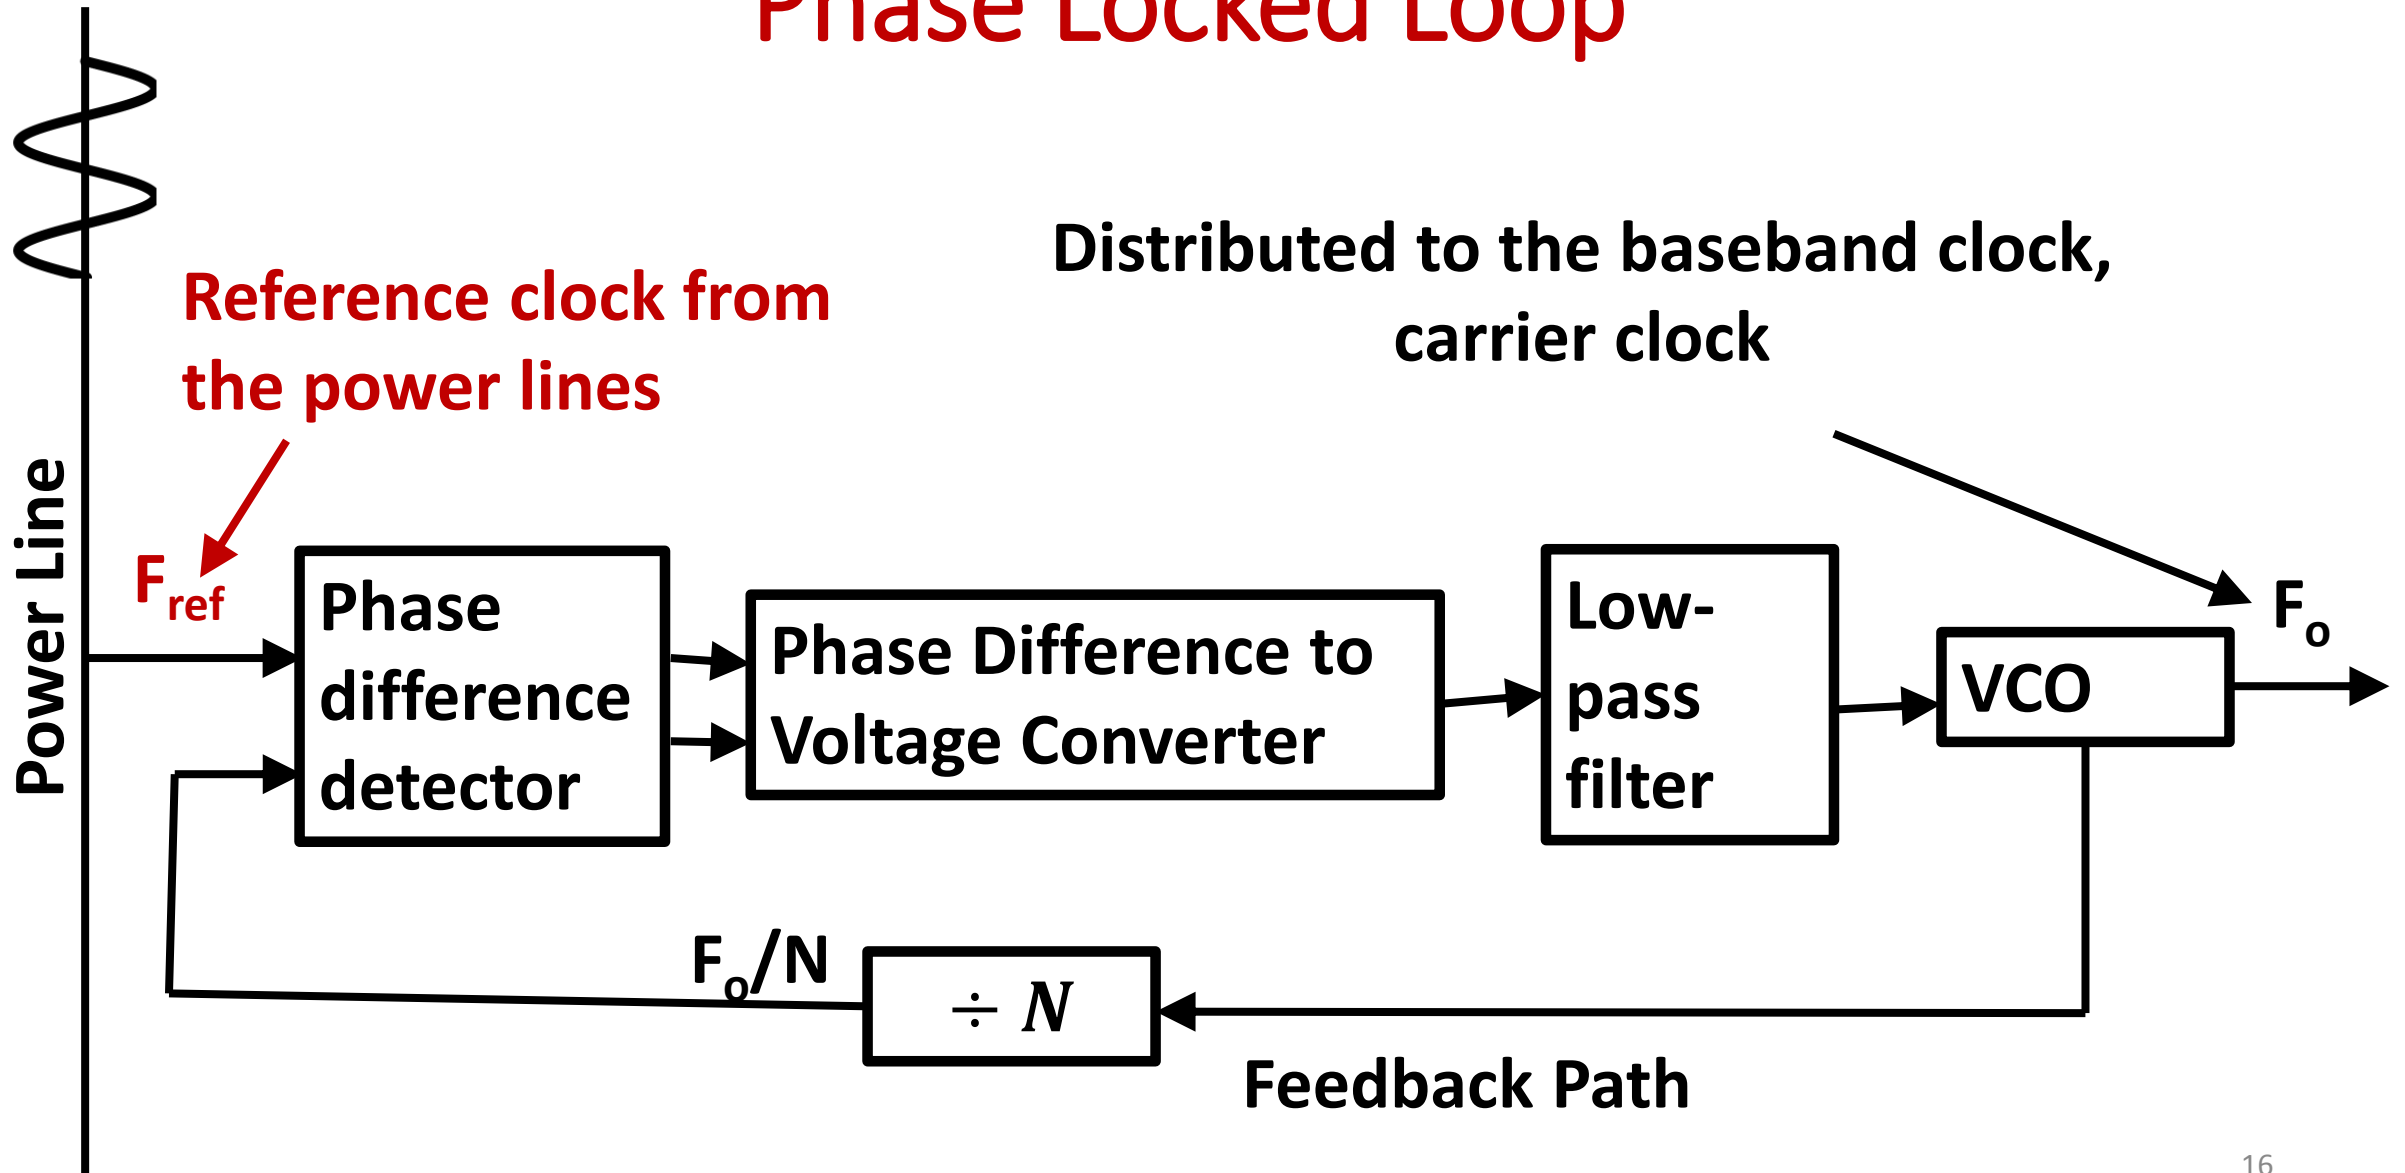 Phase Locked Loop
Distributed to the baseband clock,
carrier clock
Reference clock from
the power lines
Power Line
Fref
Phase
difference
detector
Phase Difference to
Voltage Converter
Low-
pass
filter
VCO
Fo
Fo/N
÷ N
Feedback Path
16